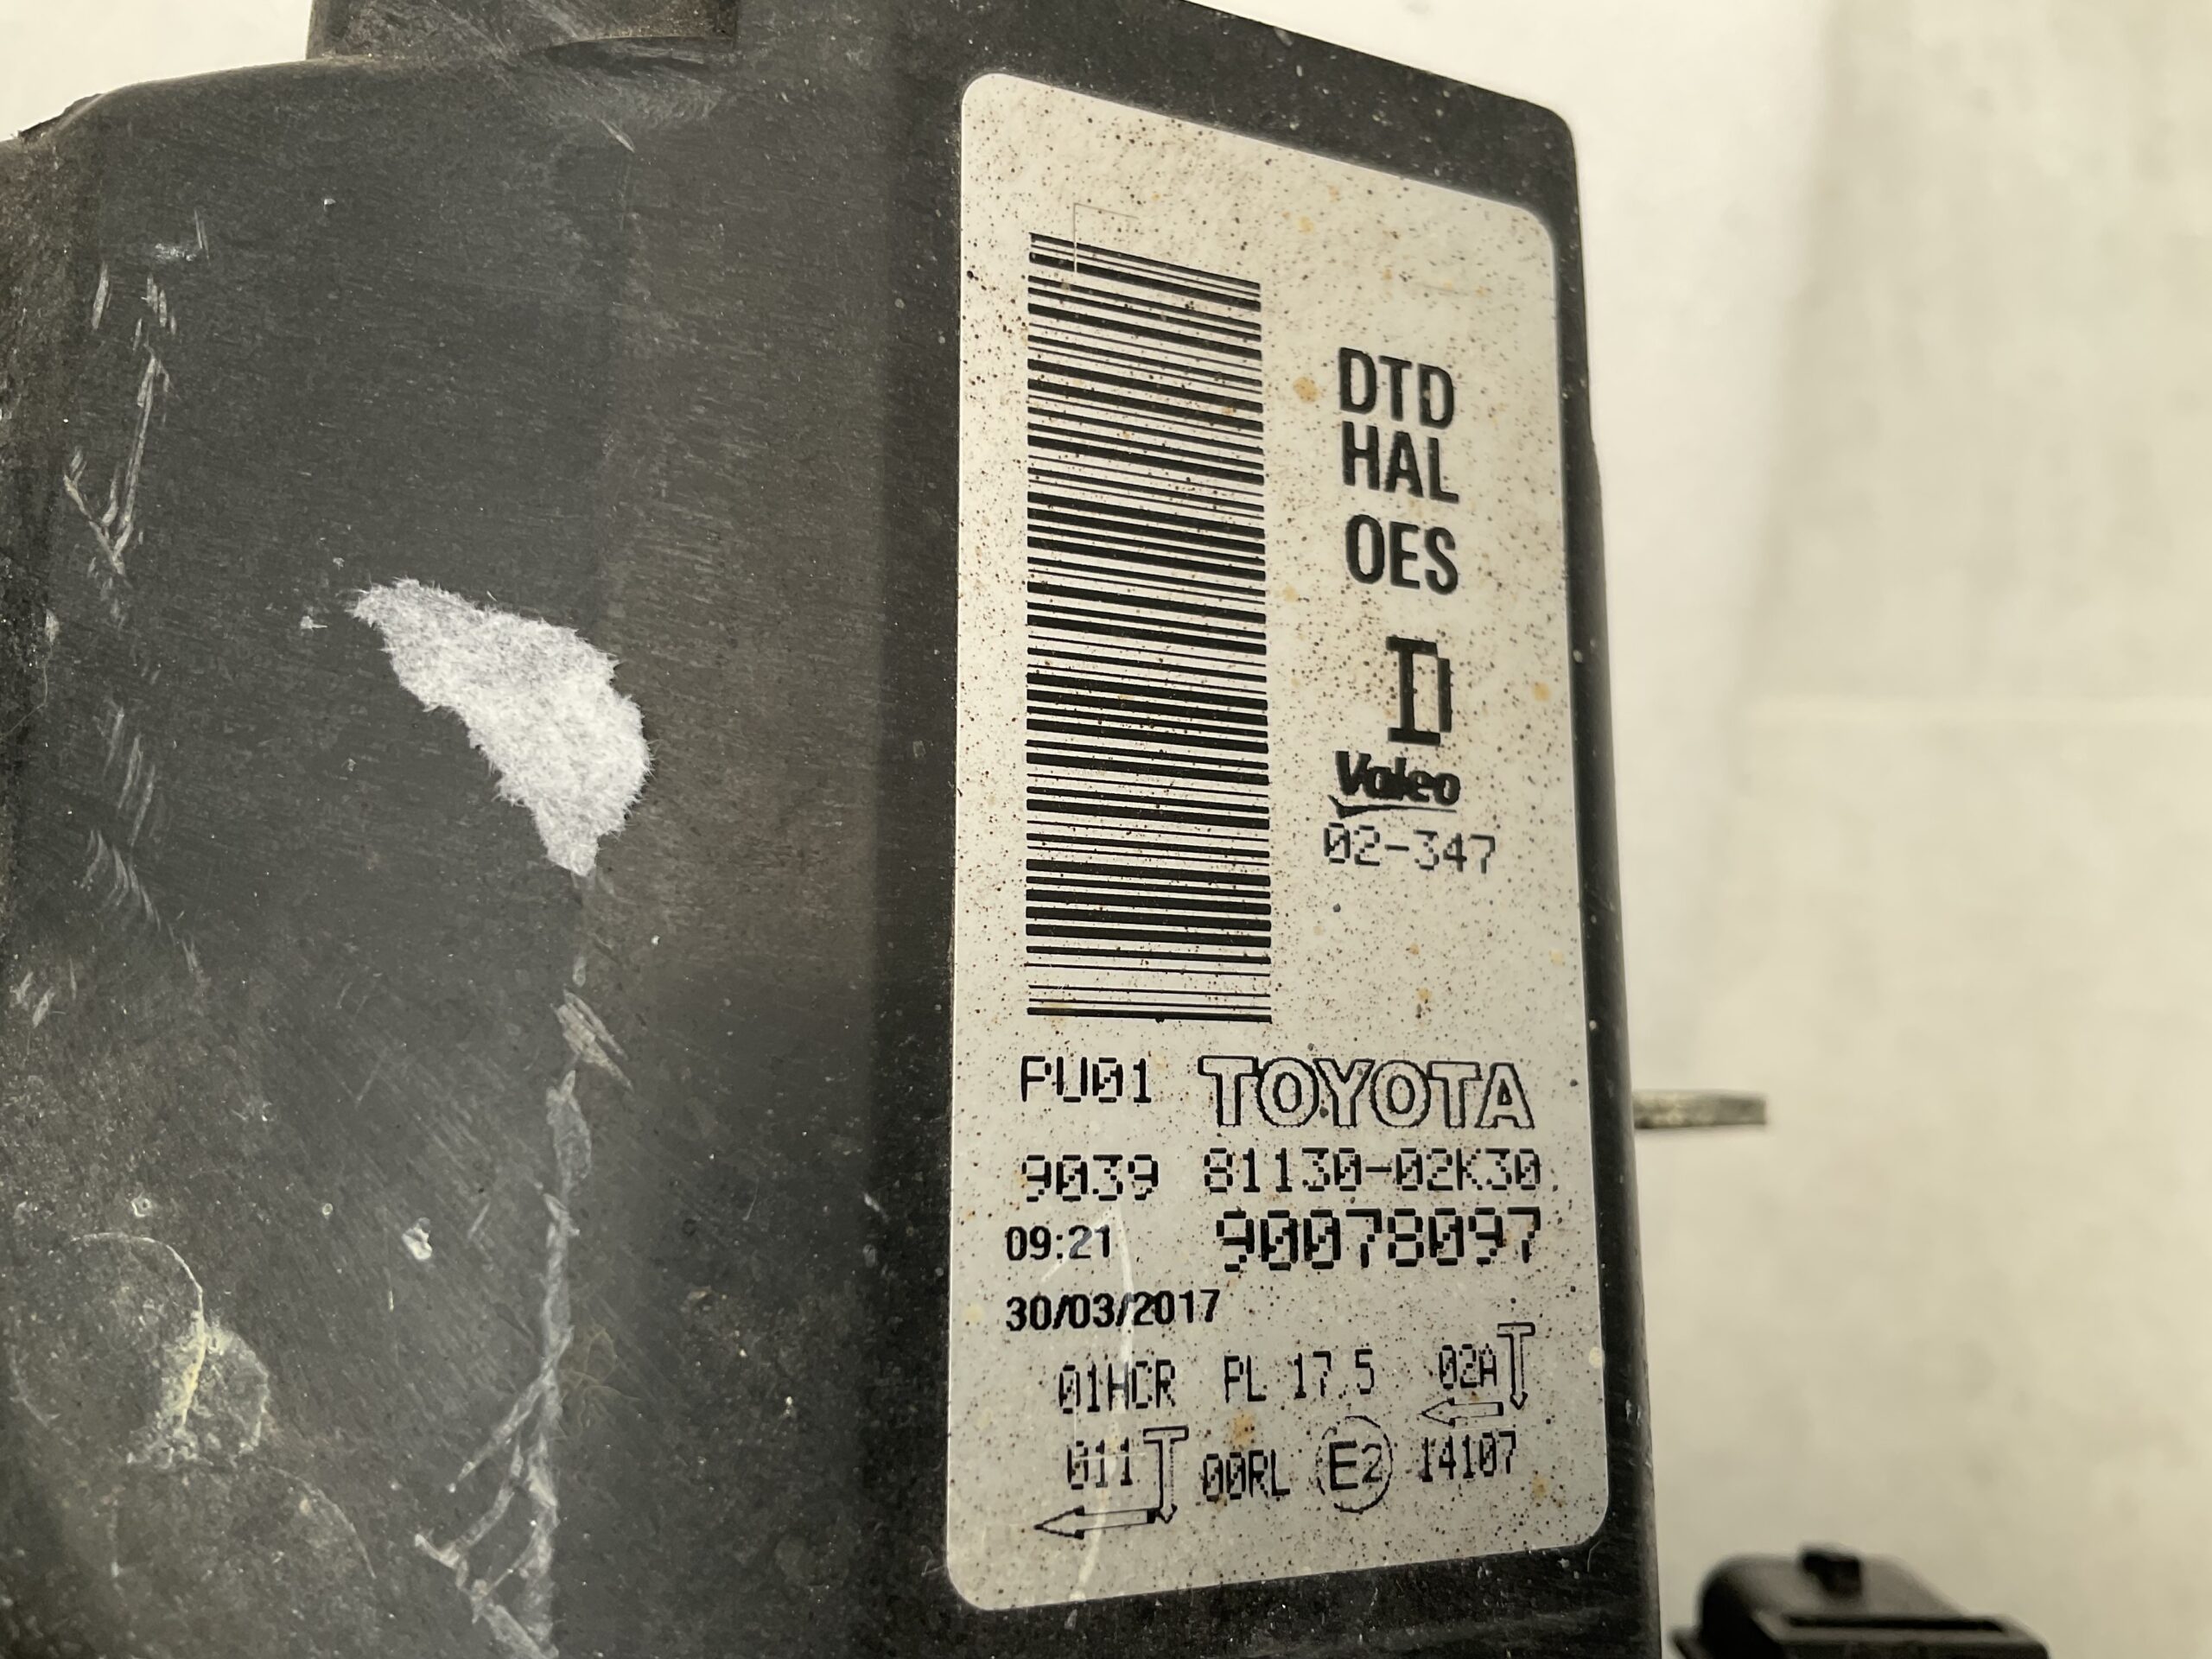 DTD
HAL
OES
D
Valeo
02-347
PU01 TOYOTA
9039 81130-02K30
09:21 90078097
30/03/2017
01HCR PL 17.5 02A
011 00RL E2 14107